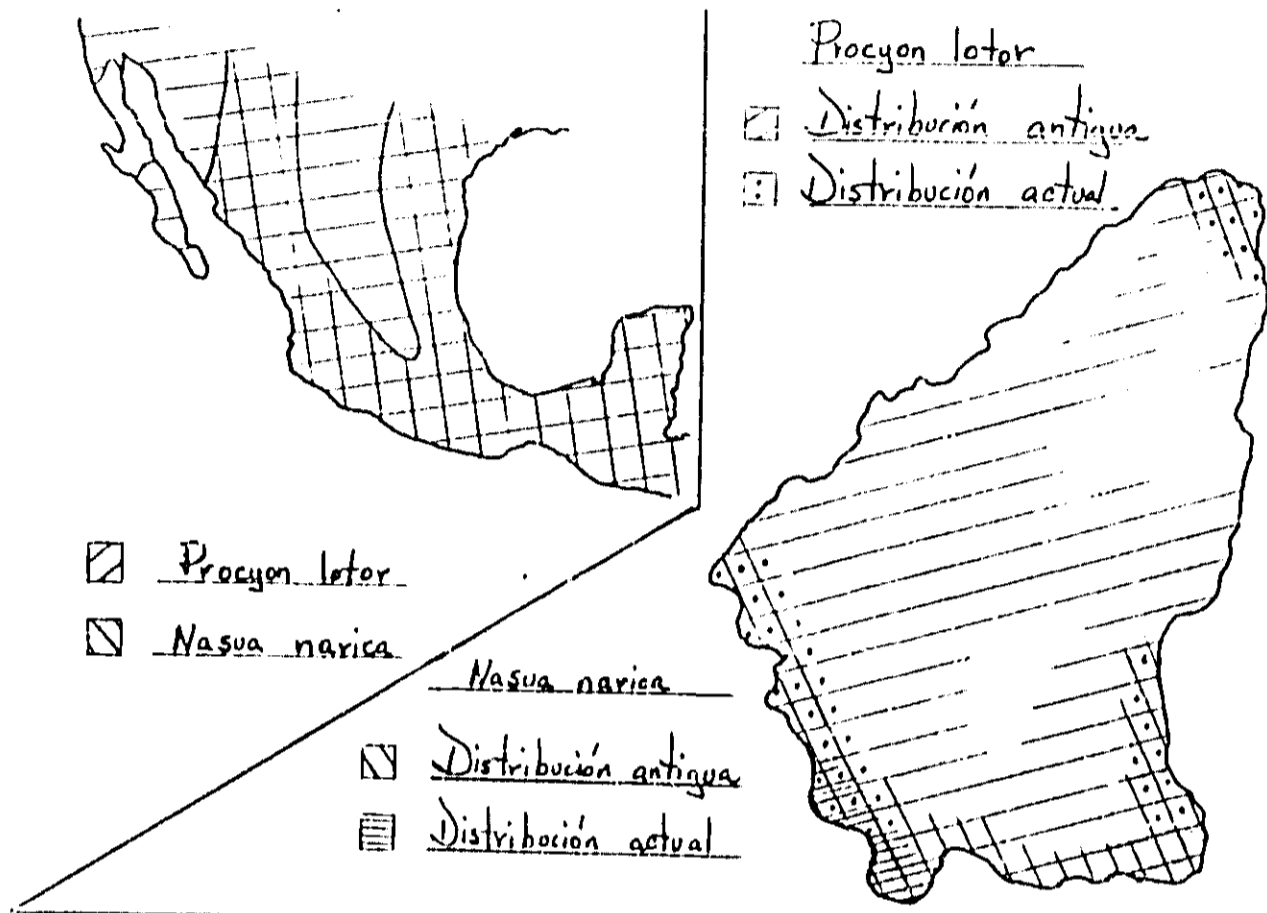 Procyon lotor
Distribución antigua
Distribución actual
Procyon lotor
Nasua narica
Nasua narica
Distribución antigua
Distribución actual